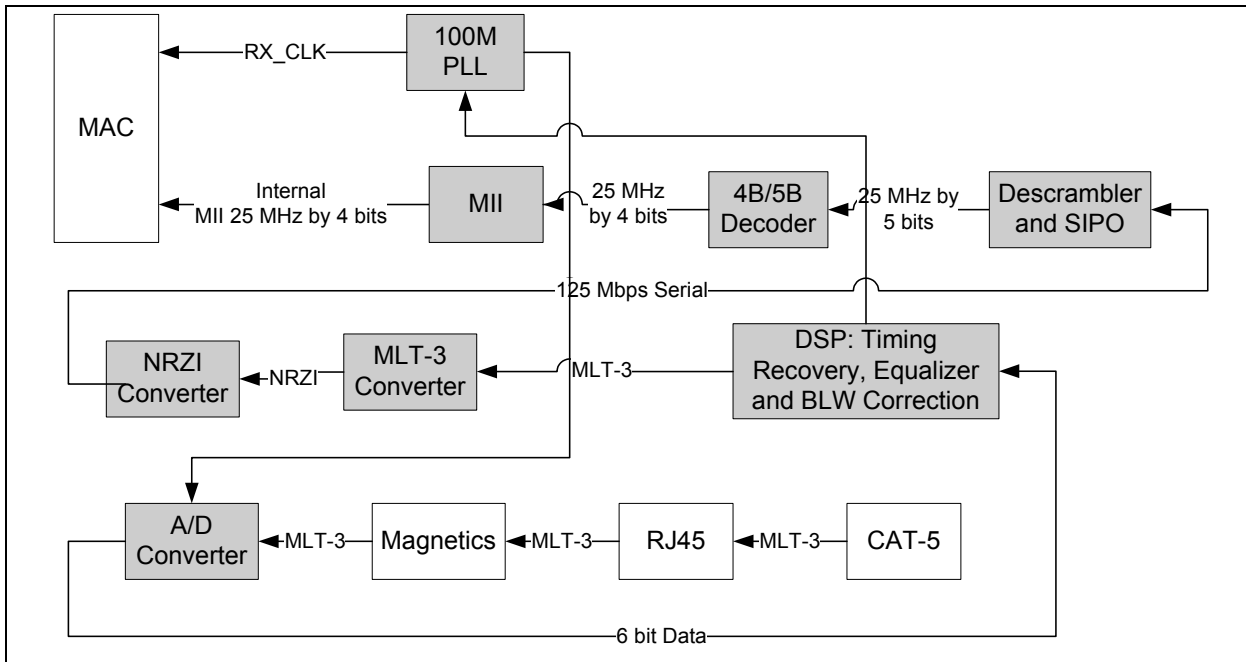 100M
PLL
RX_CLK
MAC
Internal
MII 25 MHz by 4 bits
MII
25 MHz
by 4 bits
4B/5B
Decoder
25 MHz by
5 bits
Descrambler
and SIPO
125 Mbps Serial
NRZI
Converter
NRZI
MLT-3
Converter
MLT-3
DSP: Timing
Recovery, Equalizer
and BLW Correction
A/D
Converter
MLT-3
Magnetics
MLT-3
RJ45
MLT-3
CAT-5
6 bit Data